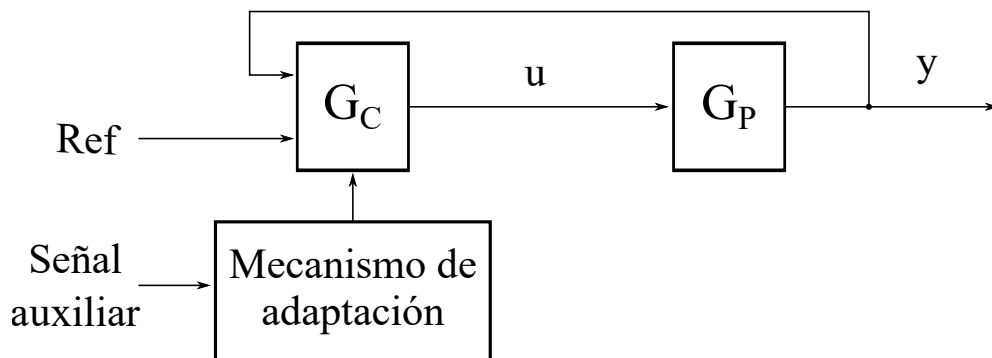 u
y
G_C
G_P
Ref
Señal
auxiliar
Mecanismo de
adaptación